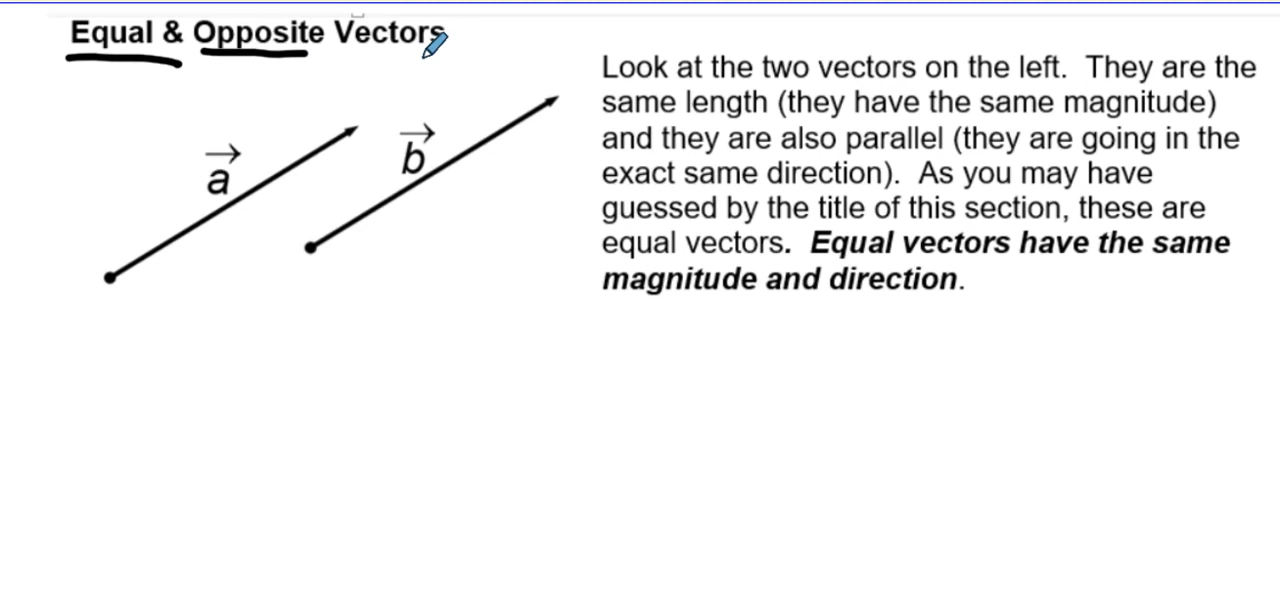 Equal & Opposite Vectors
Look at the two vectors on the left. They are the
same length (they have the same magnitude)
and they are also parallel (they are going in the
exact same direction). As you may have
guessed by the title of this section, these are
equal vectors. Equal vectors have the same
magnitude and direction.
a
b